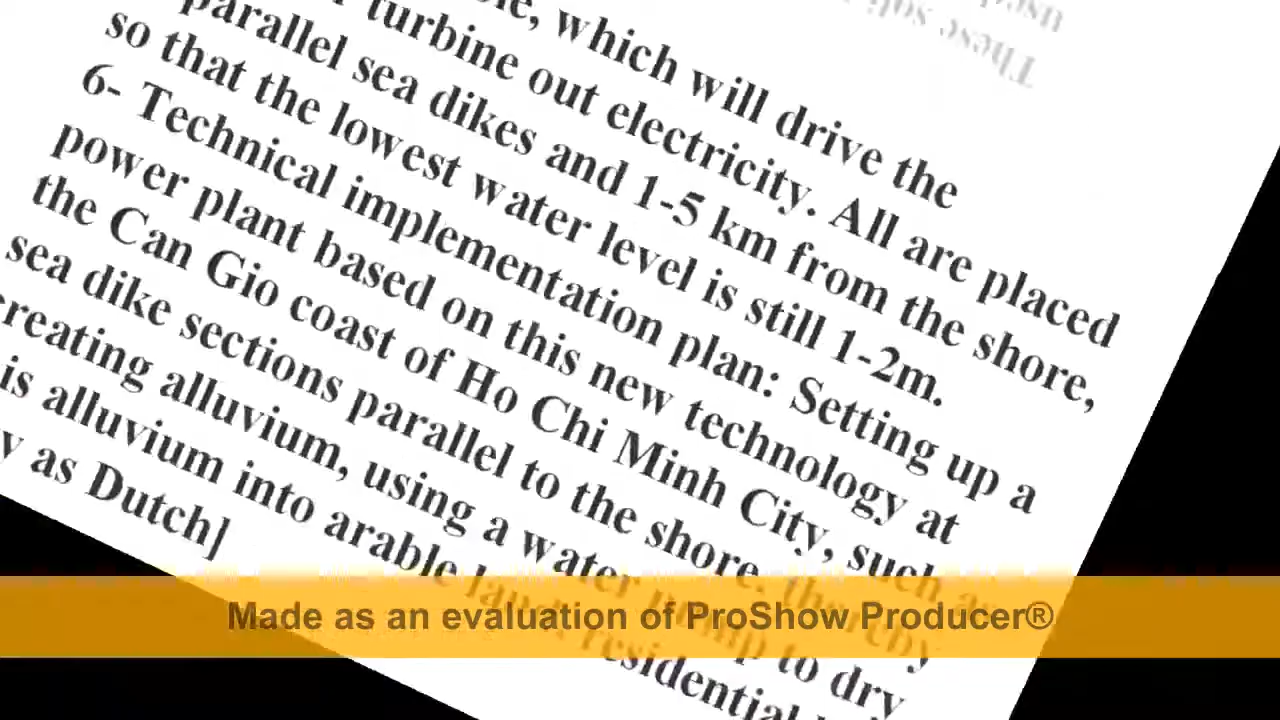 These
which will drive the
turbine out electricity. All are placed
parallel sea dikes and 1-5 km from the shore,
so that the lowest water level is still 1-2m.
6- Technical implementation plan: Setting up a
power plant based on this new technology at
the Can Gio coast of Ho Chi Minh City, such as
sea dike sections parallel to the shore, thereby
creating alluvium, using a water pump to dry
is alluvium into arable land, residential
as Dutch]
Made as an evaluation of ProShow Producer®